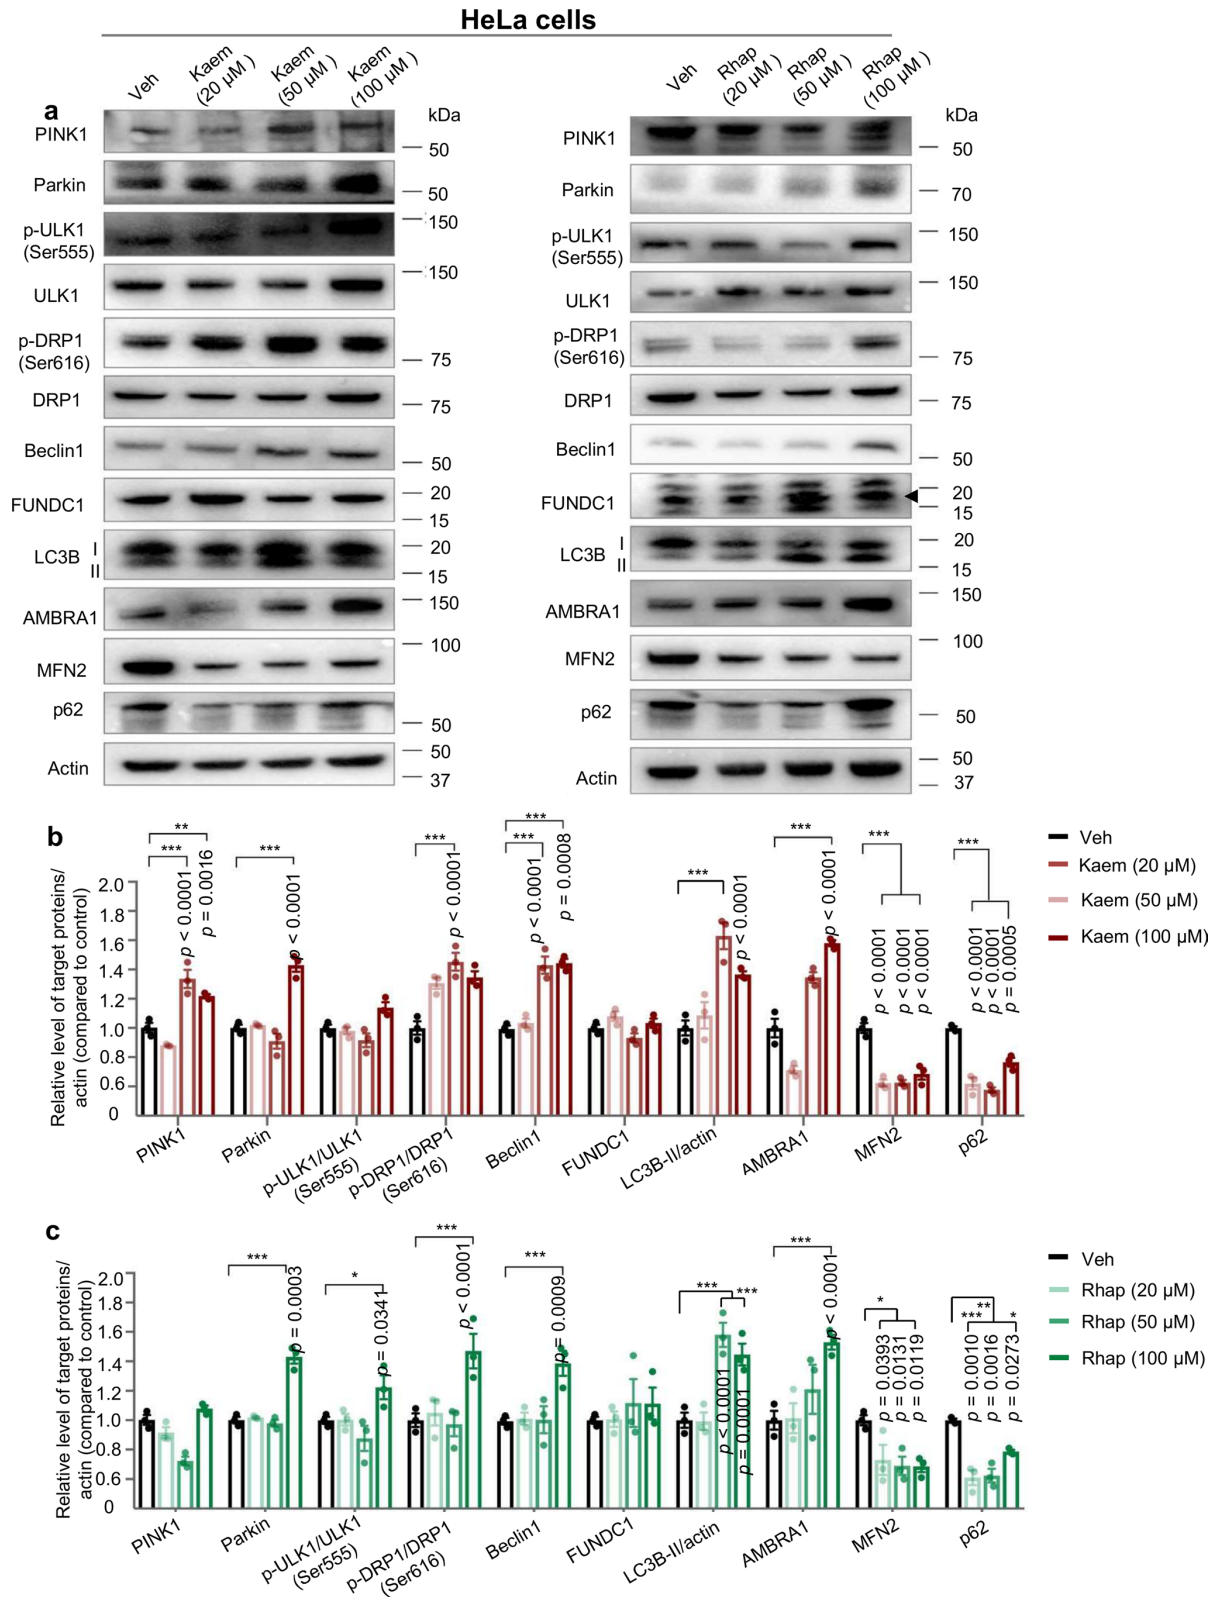 HeLa cells
Veh
Kaem
(20 µM )
Kaem
(50 µM )
Kaem
(100 µM )
Veh
Rhap
(20 µM )
Rhap
(50 µM )
Rhap
(100 µM )
a
kDa
PINK1
50
Parkin
50
p-ULK1
(Ser555)
150
ULK1
150
p-DRP1
(Ser616)
75
DRP1
75
Beclin1
50
FUNDC1
20
15
LC3B
I
II
20
15
AMBRA1
150
MFN2
100
p62
50
Actin
50
37
kDa
PINK1
50
Parkin
70
p-ULK1
(Ser555)
150
ULK1
150
p-DRP1
(Ser616)
75
DRP1
75
Beclin1
50
FUNDC1
20
15
LC3B
I
II
20
15
AMBRA1
150
MFN2
100
p62
50
Actin
50
37
b
Relative level of target proteins/
actin (compared to control)
2.0
1.8
1.6
1.4
1.2
1.0
0.8
0.6
0
***
**
p < 0.0001
p = 0.0016
***
p < 0.0001
***
p < 0.0001
***
***
p < 0.0001
p = 0.0008
***
p < 0.0001
***
p < 0.0001
***
p < 0.0001
p < 0.0001
p < 0.0001
***
p < 0.0001
p < 0.0001
p = 0.0005
PINK1
Parkin
p-ULK1/ULK1
(Ser555)
p-DRP1/DRP1
(Ser616)
Beclin1
FUNDC1
LC3B-II/actin
AMBRA1
MFN2
p62
Veh
Kaem (20 µM)
Kaem (50 µM)
Kaem (100 µM)
c
Relative level of target proteins/
actin (compared to control)
2.0
1.8
1.6
1.4
1.2
1.0
0.8
0.6
0
***
p = 0.0003
*
p = 0.0341
***
p < 0.0001
***
p = 0.0009
***
***
p < 0.0001
p = 0.0001
***
p < 0.0001
*
p = 0.0393
p = 0.0131
p = 0.0119
**
***
*
p = 0.0010
p = 0.0016
p = 0.0273
PINK1
Parkin
p-ULK1/ULK1
(Ser555)
p-DRP1/DRP1
(Ser616)
Beclin1
FUNDC1
LC3B-II/actin
AMBRA1
MFN2
p62
Veh
Rhap (20 µM)
Rhap (50 µM)
Rhap (100 µM)